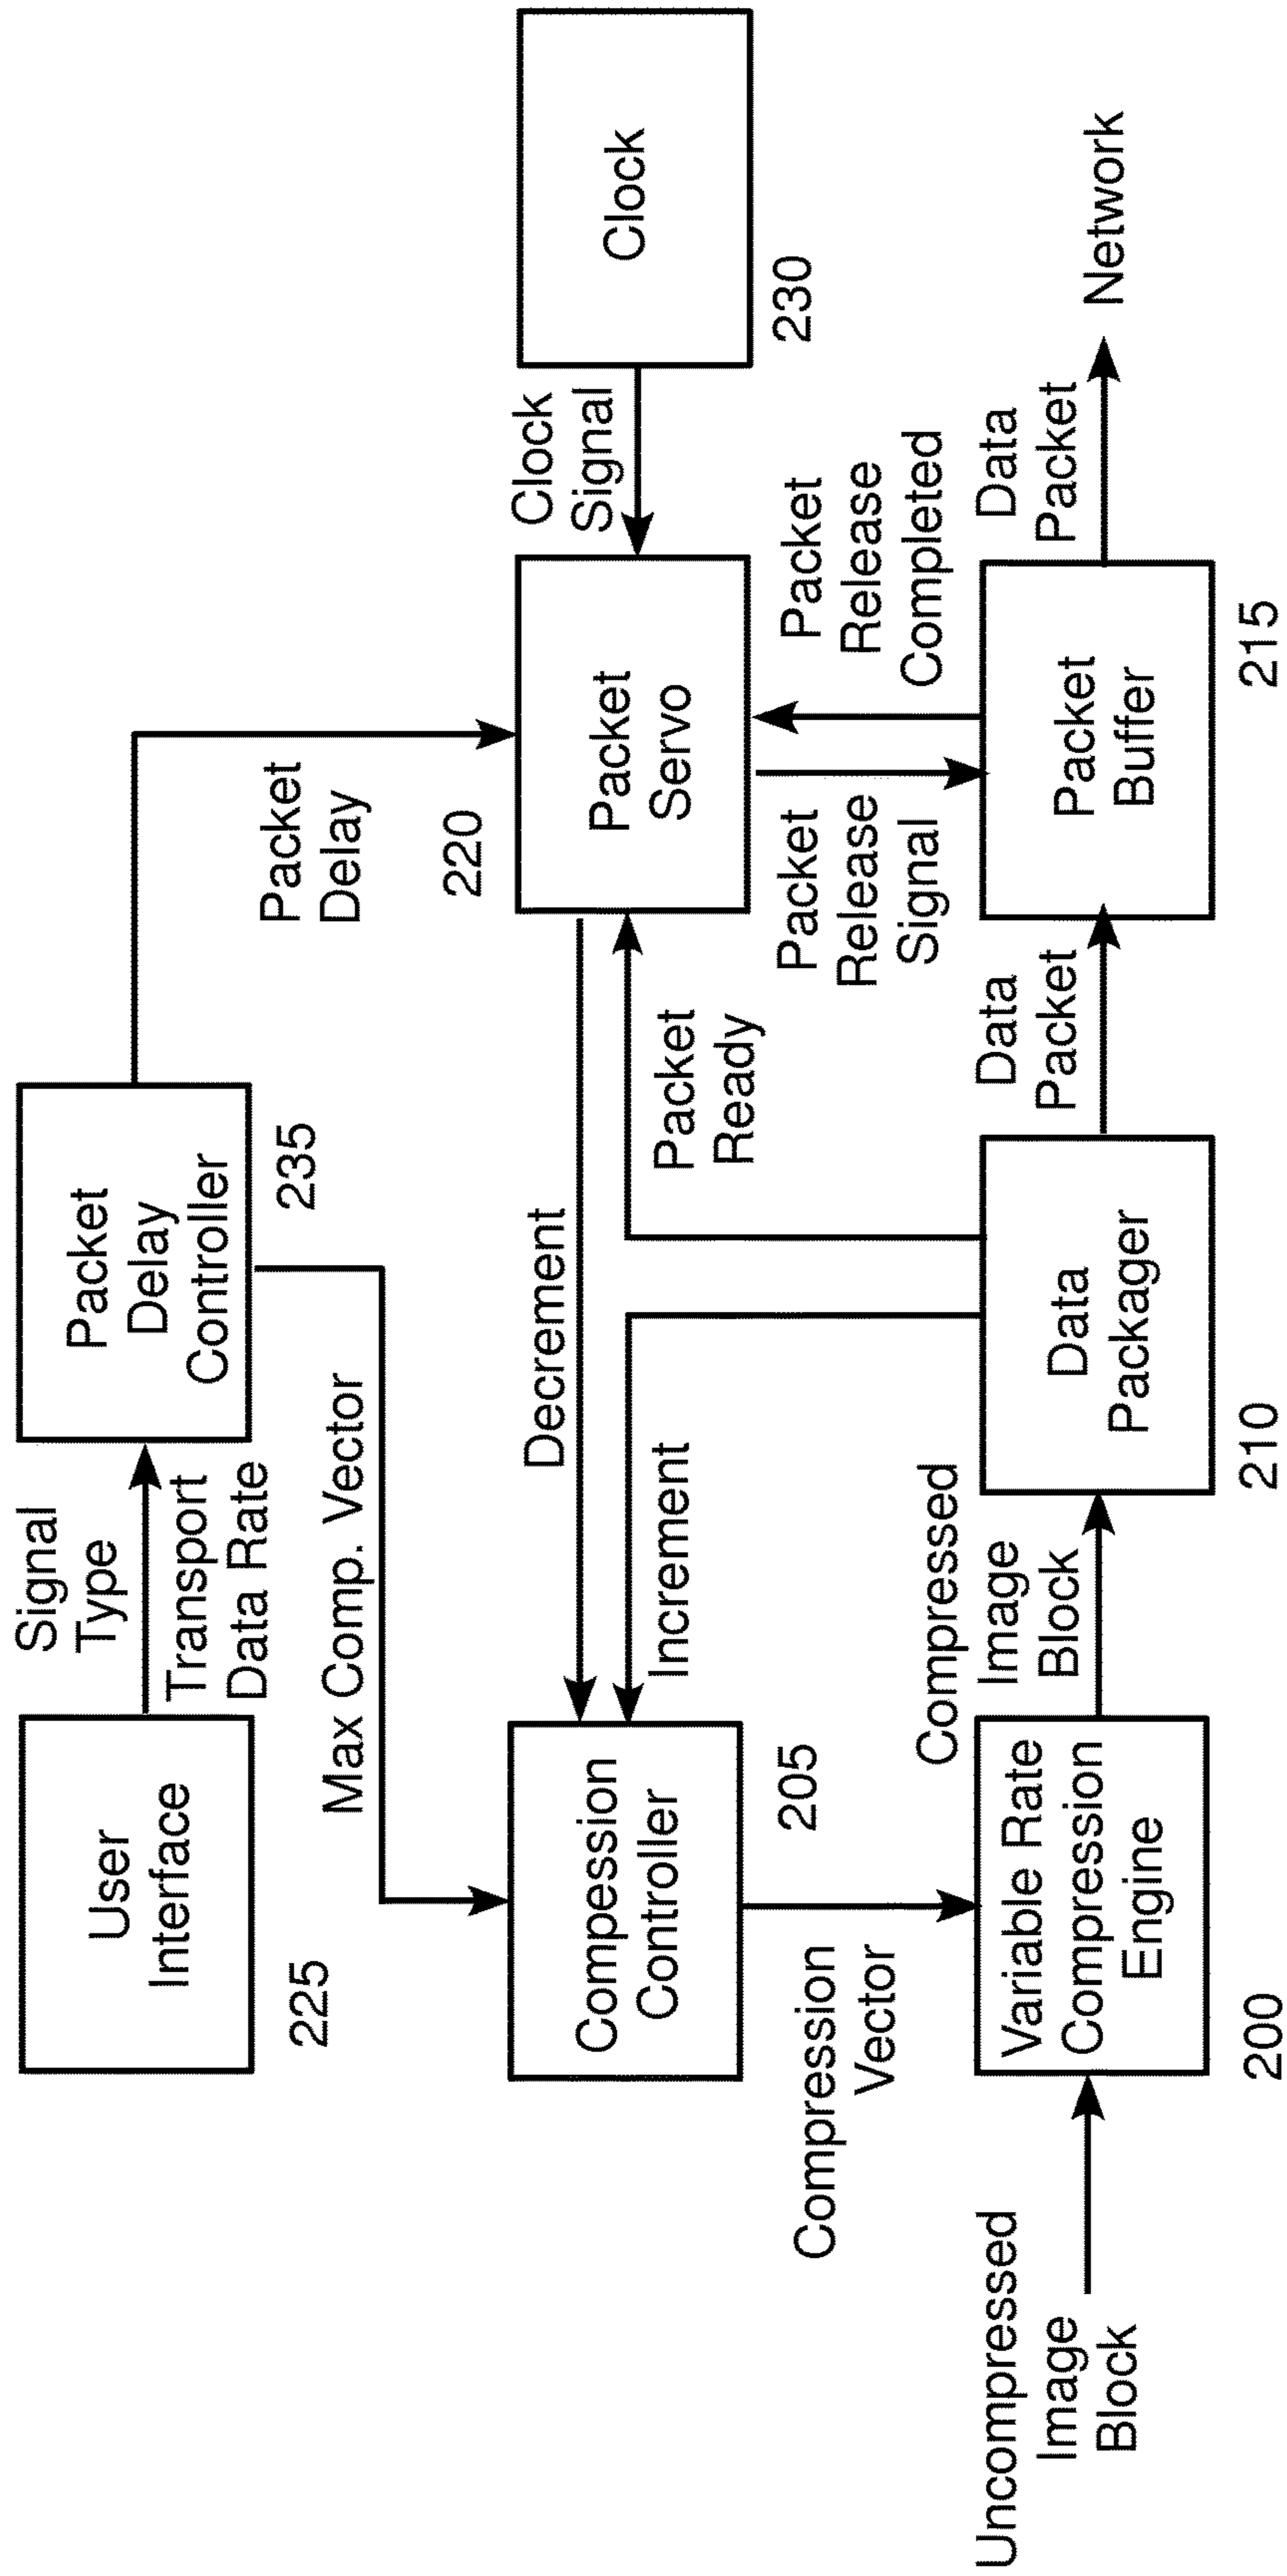 User
Interface
225
Signal
Type
Transport
Data Rate
Packet
Delay
Controller
235
Packet
Delay
Max Comp. Vector
Compession
Controller
205
Decrement
Increment
Packet
Ready
220
Packet
Servo
Clock
Signal
Clock
230
Compression
Vector
Packet
Release
Signal
Packet
Release
Completed
Uncompressed
Image
Block
Variable Rate
Compression
Engine
200
Compressed
Image
Block
Data
Packager
210
Data
Packet
Packet
Buffer
215
Data
Packet
Network